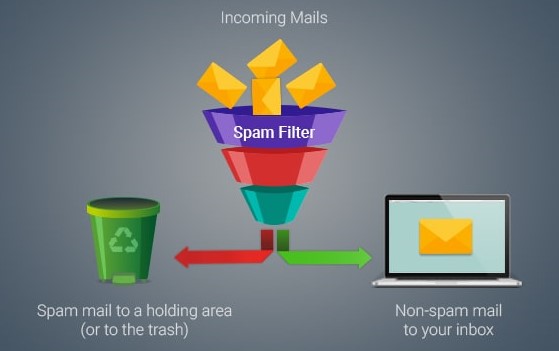 Incoming Mails
Spam Filter
Spam mail to a holding area
(or to the trash)
Non-spam mail
to your inbox